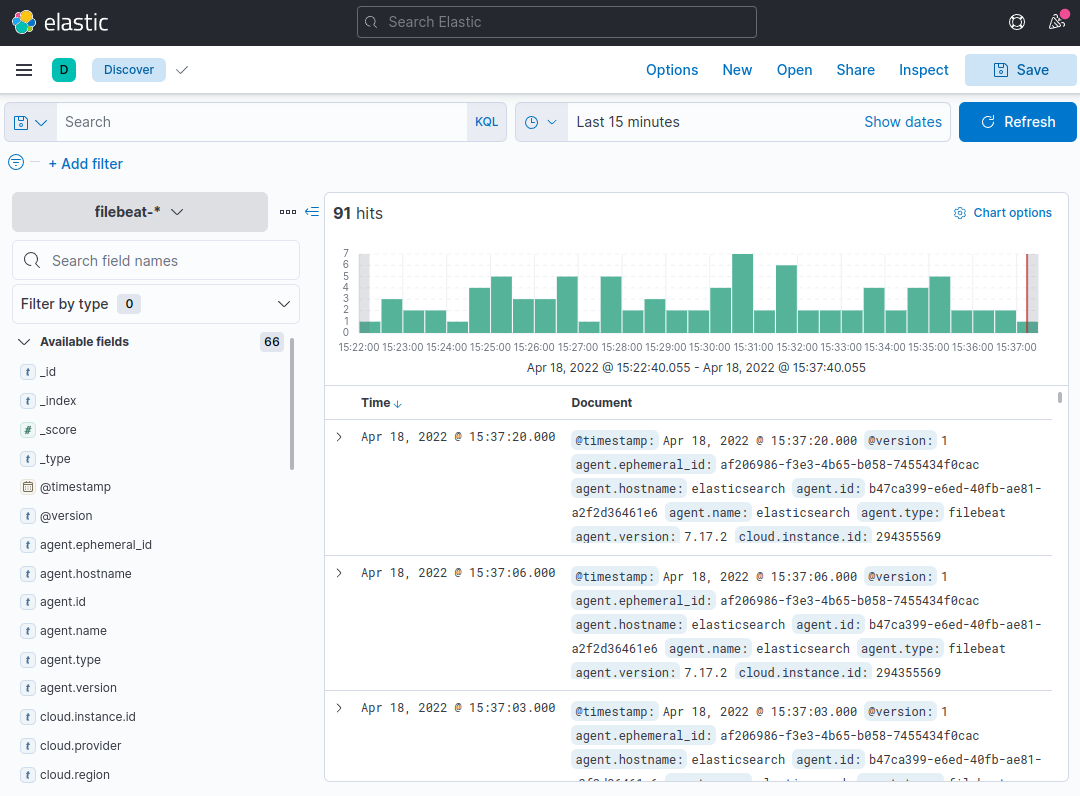 elastic
Search Elastic
D Discover Options New Open Share Inspect Save
Search KQL Last 15 minutes Show dates Refresh
+ Add filter
filebeat-*
Search field names
Filter by type 0
Available fields 66
t _id
t _index
# _score
t _type
@timestamp
t @version
t agent.ephemeral_id
t agent.hostname
t agent.id
t agent.name
t agent.type
t agent.version
t cloud.instance.id
t cloud.provider
t cloud.region
91 hits
Chart options
7
6
5
4
3
2
1
0
15:22:00 15:23:00 15:24:00 15:25:00 15:26:00 15:27:00 15:28:00 15:29:00 15:30:00 15:31:00 15:32:00 15:33:00 15:34:00 15:35:00 15:36:00 15:37:00
Apr 18, 2022 @ 15:22:40.055 - Apr 18, 2022 @ 15:37:40.055
Time Document
Apr 18, 2022 @ 15:37:20.000
@timestamp: Apr 18, 2022 @ 15:37:20.000 @version: 1
agent.ephemeral_id: af206986-f3e3-4b65-b058-7455434f0cac
agent.hostname: elasticsearch agent.id: b47ca399-e6ed-40fb-ae81-
a2f2d36461e6 agent.name: elasticsearch agent.type: filebeat
agent.version: 7.17.2 cloud.instance.id: 294355569
Apr 18, 2022 @ 15:37:06.000
@timestamp: Apr 18, 2022 @ 15:37:06.000 @version: 1
agent.ephemeral_id: af206986-f3e3-4b65-b058-7455434f0cac
agent.hostname: elasticsearch agent.id: b47ca399-e6ed-40fb-ae81-
a2f2d36461e6 agent.name: elasticsearch agent.type: filebeat
agent.version: 7.17.2 cloud.instance.id: 294355569
Apr 18, 2022 @ 15:37:03.000
@timestamp: Apr 18, 2022 @ 15:37:03.000 @version: 1
agent.ephemeral_id: af206986-f3e3-4b65-b058-7455434f0cac
agent.hostname: elasticsearch agent.id: b47ca399-e6ed-40fb-ae81-